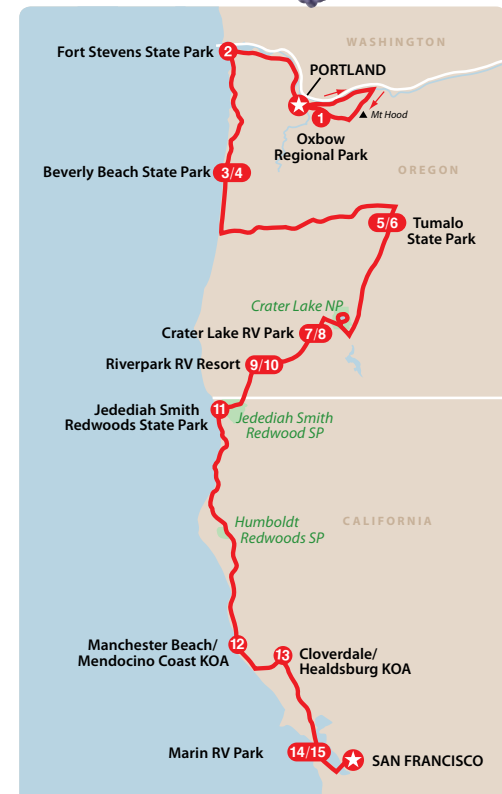 WASHINGTON
Fort Stevens State Park
2
PORTLAND
Mt Hood
1
Oxbow
Regional Park
OREGON
Beverly Beach State Park
3/4
5/6
Tumalo
State Park
Crater Lake NP
Crater Lake RV Park
7/8
Riverpark RV Resort
9/10
11
Jedediah Smith
Redwoods State Park
Jedediah Smith
Redwood SP
Humboldt
Redwoods SP
CALIFORNIA
Manchester Beach/
Mendocino Coast KOA
12
13
Cloverdale/
Healdsburg KOA
Marin RV Park
14/15
SAN FRANCISCO